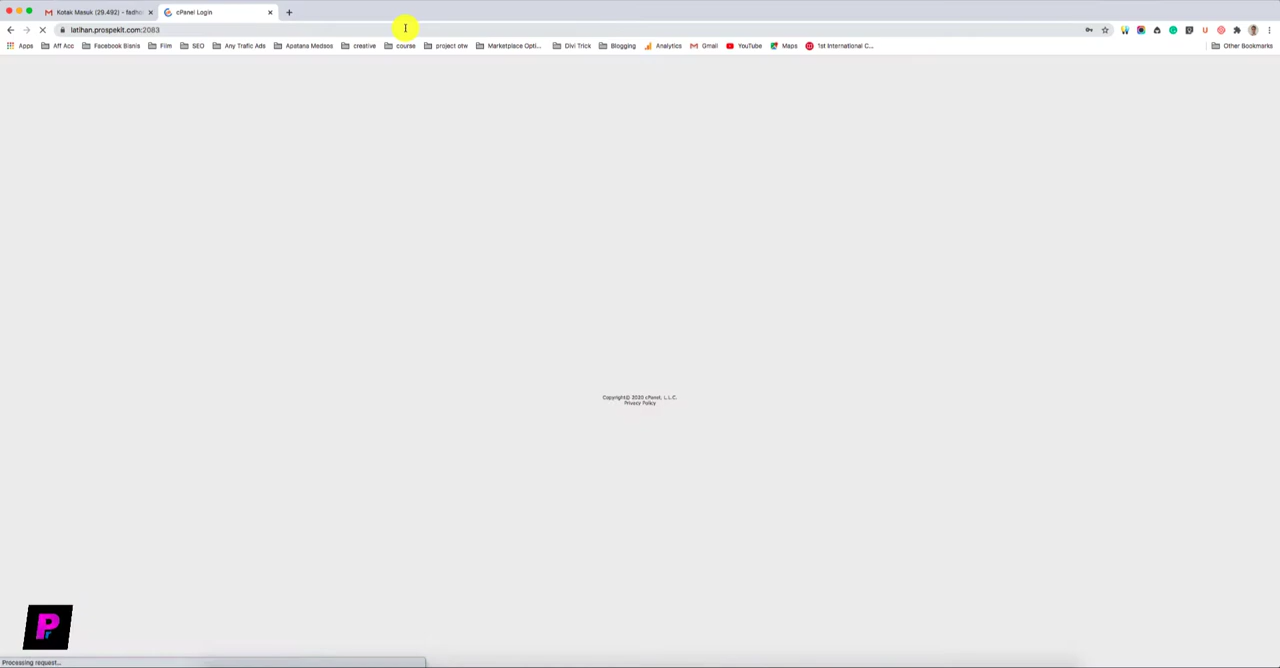 Kotak Masuk (29.492) - fadho
cPanel Login
latihan.prospekit.com:2083
Apps
Aff Acc
Facebook Bisnis
Film
SEO
Any Trafic Ads
Apatana Medsos
creative
course
project otw
Marketplace Opti...
Divi Trick
Blogging
Analytics
Gmail
YouTube
Maps
1st International C...
Other Bookmarks
Copyright© 2020 cPanel, L.L.C.
Privacy Policy
Pr
Processing request...